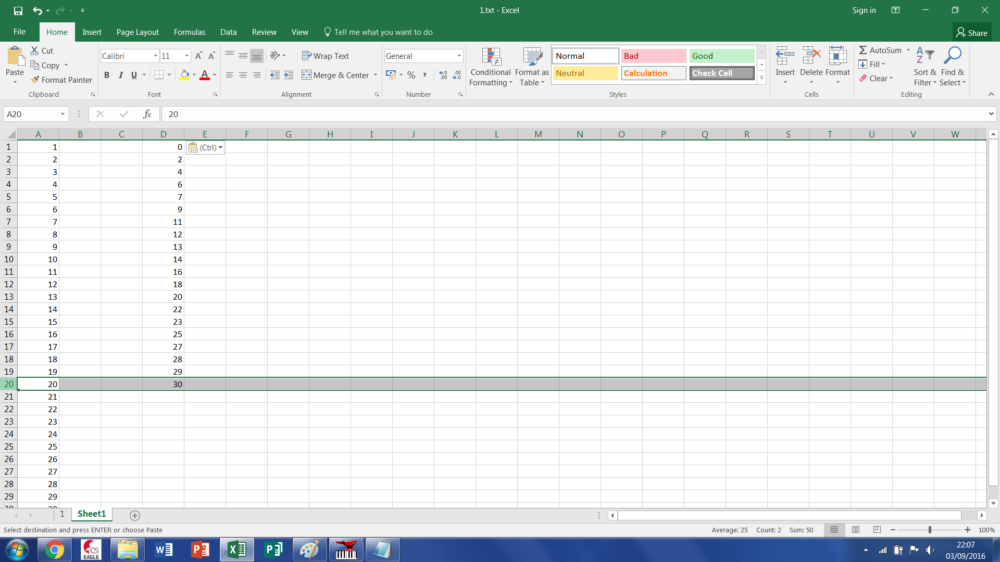 1.txt - Excel
Sign in
File Home Insert Page Layout Formulas Data Review View Tell me what you want to do Share
Paste
Cut
Copy
Format Painter
Clipboard
Calibri 11
B I U
Font
Wrap Text
Merge & Center
Alignment
General
Number
Conditional Formatting
Format as Table
Normal Bad Good
Neutral Calculation Check Cell
Styles
Insert Delete Format
Cells
AutoSum
Fill
Clear
Sort & Filter
Find & Select
Editing
A20 fx 20
A B C D E F G H I J K L M N O P Q R S T U V W
1 1 0 (Ctrl)
2 2 2
3 3 4
4 4 6
5 5 7
6 6 9
7 7 11
8 8 12
9 9 13
10 10 14
11 11 16
12 12 18
13 13 20
14 14 22
15 15 23
16 16 25
17 17 27
18 18 28
19 19 29
20 20 30
21 21
22 22
23 23
24 24
25 25
26 26
27 27
28 28
29 29
1 Sheet1
Select destination and press ENTER or choose Paste
Average: 25 Count: 2 Sum: 50
100%
CS
EAGLE
22:07
03/09/2016